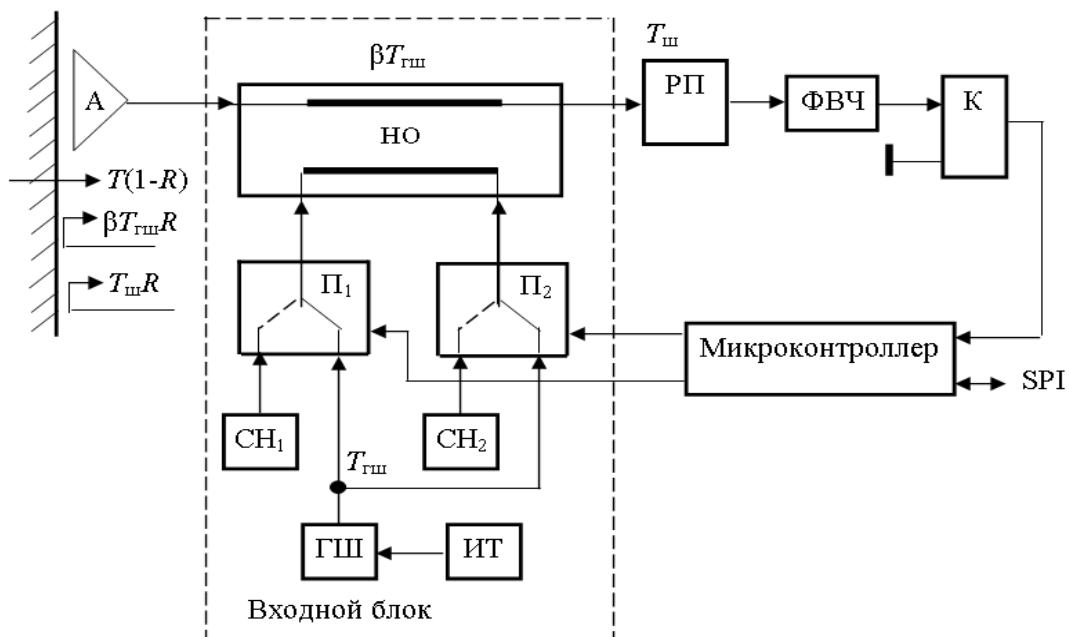 βTгш
Tш
А
РП
ФВЧ
К
НО
T(1-R)
βTгшR
TшR
П₁
П₂
Микроконтроллер
SPI
СН₁
СН₂
Tгш
ГШ
ИТ
Входной блок